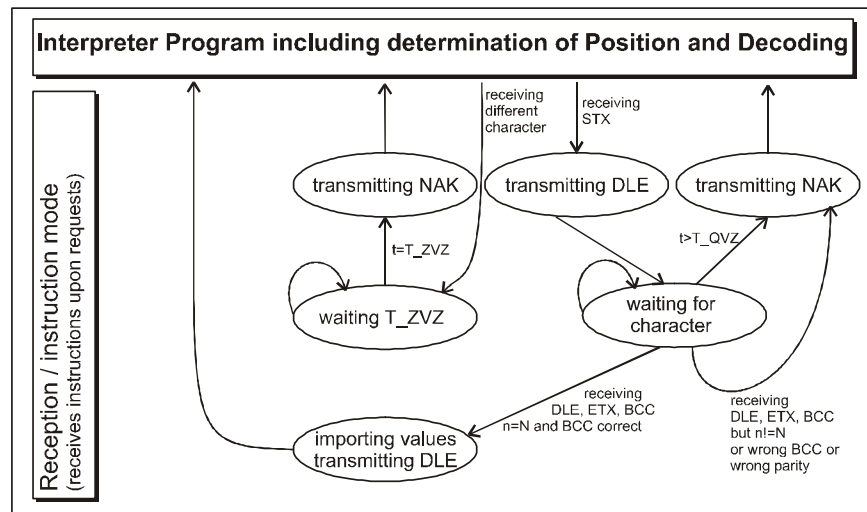 Interpreter Program including determination of Position and Decoding
Reception / instruction mode
(receives instructions upon requests)
receiving
different
character
receiving
STX
transmitting NAK
transmitting DLE
transmitting NAK
t=T_ZVZ
t>T_QVZ
waiting T_ZVZ
waiting for
character
receiving
DLE, ETX, BCC
n=N and BCC correct
receiving
DLE, ETX, BCC
but n!=N
or wrong BCC or
wrong parity
importing values
transmitting DLE